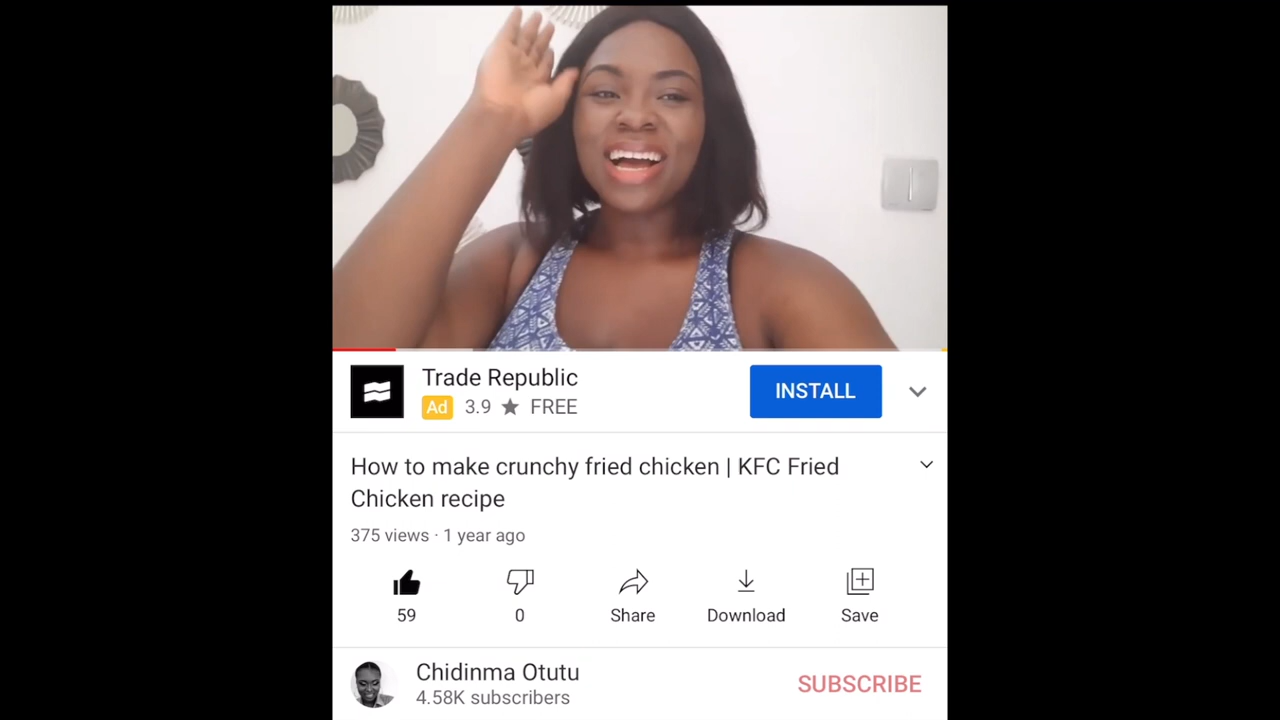 Trade Republic
INSTALL
Ad 3.9 ★ FREE
How to make crunchy fried chicken | KFC Fried
Chicken recipe
375 views · 1 year ago
59
0
Share
Download
Save
Chidinma Otutu
4.58K subscribers
SUBSCRIBE